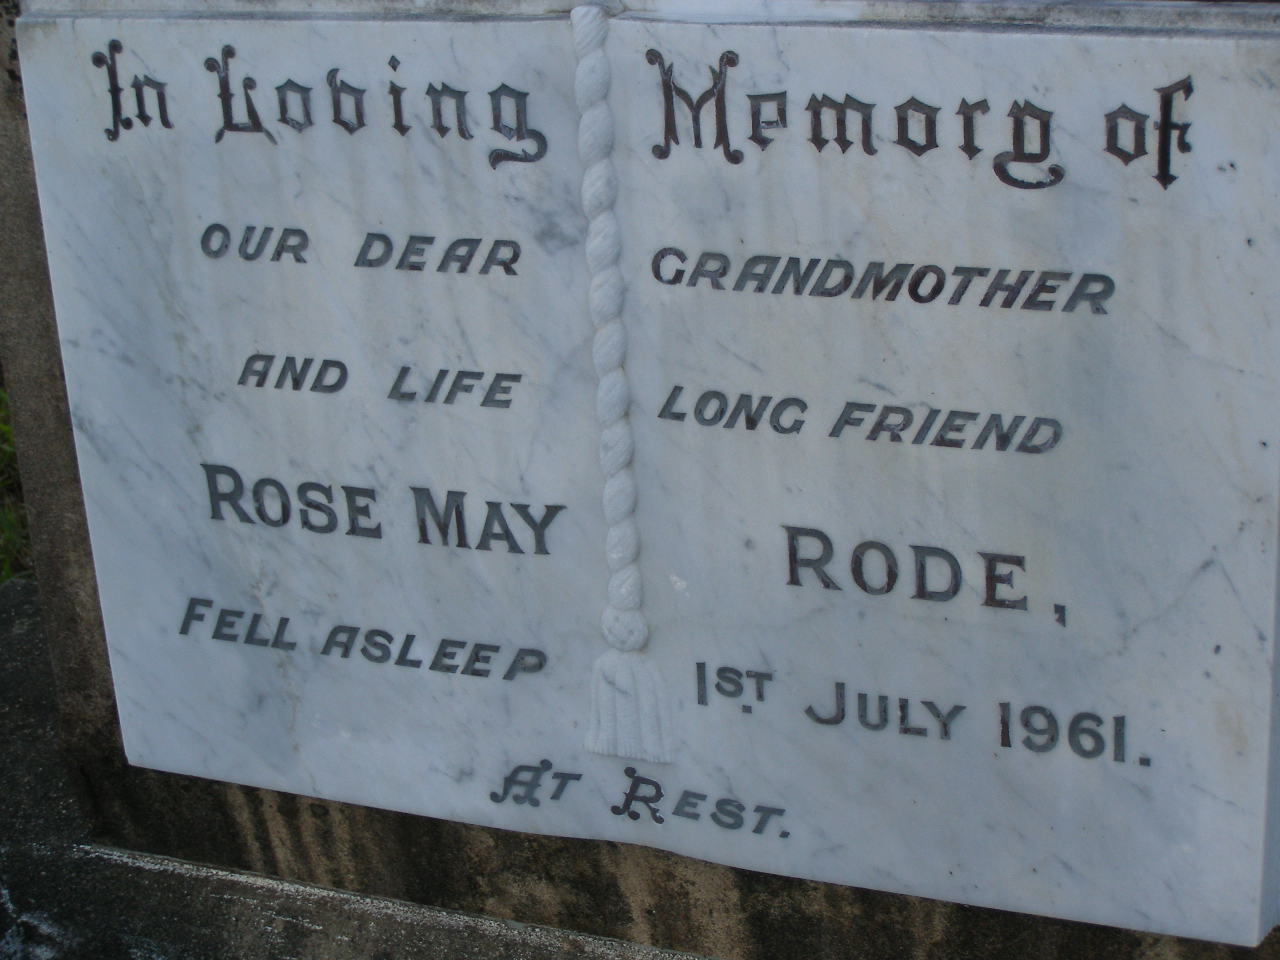 In Loving Memory of
OUR DEAR GRANDMOTHER
AND LIFE LONG FRIEND
ROSE MAY RODE,
FELL ASLEEP 1ST JULY 1961.
AT REST.